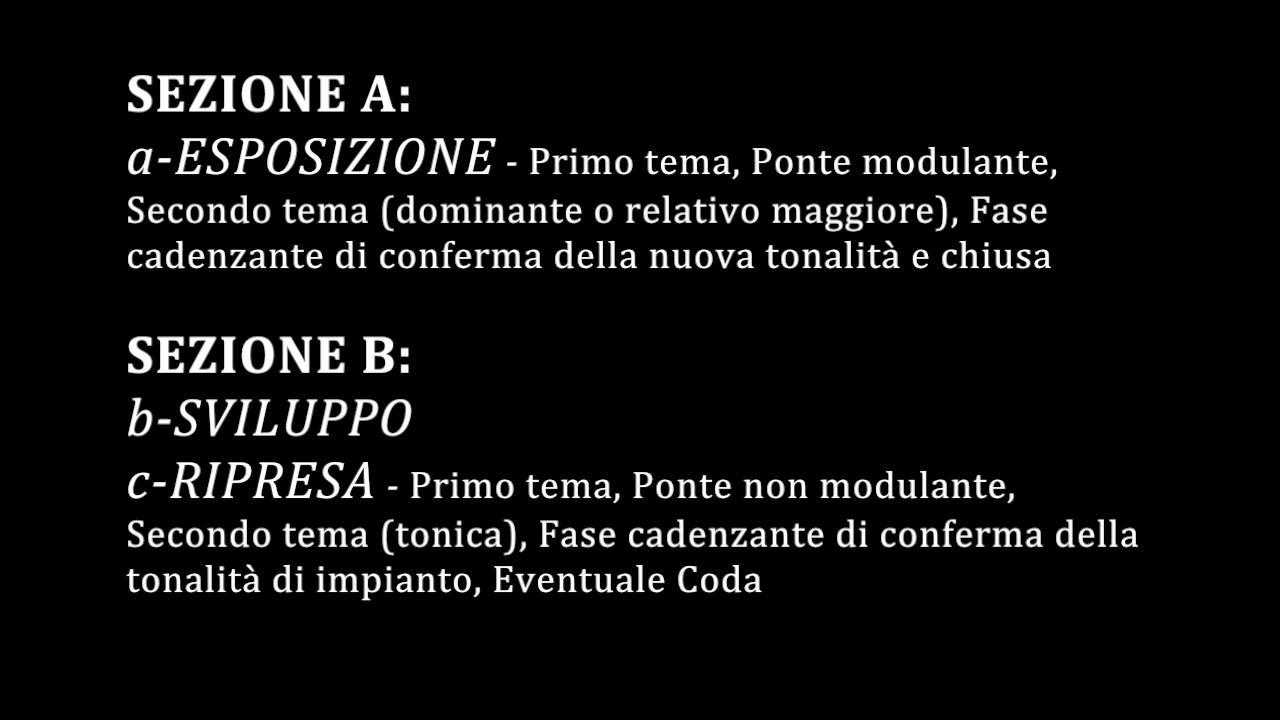 SEZIONE A:
a-ESPOSIZIONE - Primo tema, Ponte modulante,
Secondo tema (dominante o relativo maggiore), Fase
cadenzante di conferma della nuova tonalità e chiusa
SEZIONE B:
b-SVILUPPO
c-RIPRESA - Primo tema, Ponte non modulante,
Secondo tema (tonica), Fase cadenzante di conferma della
tonalità di impianto, Eventuale Coda